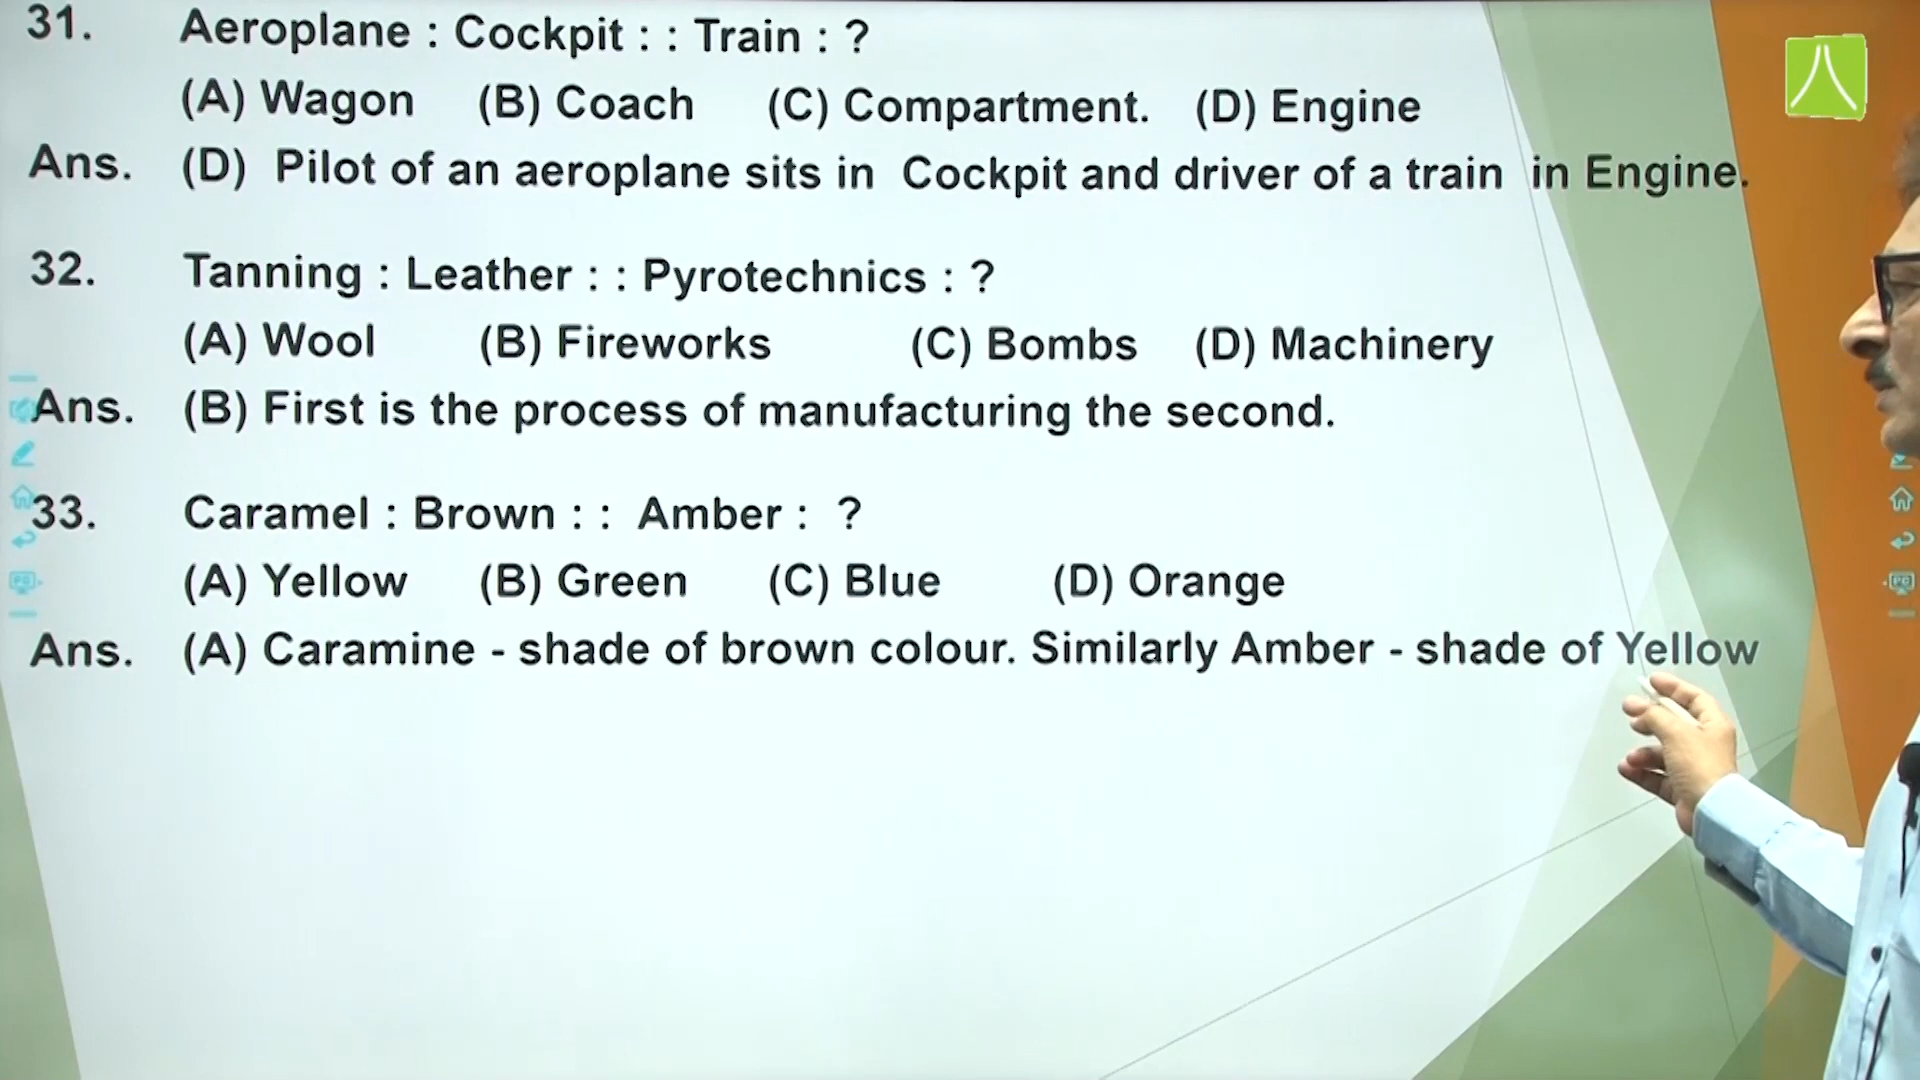 31. Aeroplane : Cockpit : : Train : ?
(A) Wagon (B) Coach (C) Compartment. (D) Engine
Ans. (D) Pilot of an aeroplane sits in Cockpit and driver of a train in Engine.
32. Tanning : Leather : : Pyrotechnics : ?
(A) Wool (B) Fireworks (C) Bombs (D) Machinery
Ans. (B) First is the process of manufacturing the second.
33. Caramel : Brown : : Amber : ?
(A) Yellow (B) Green (C) Blue (D) Orange
Ans. (A) Caramine - shade of brown colour. Similarly Amber - shade of Yellow